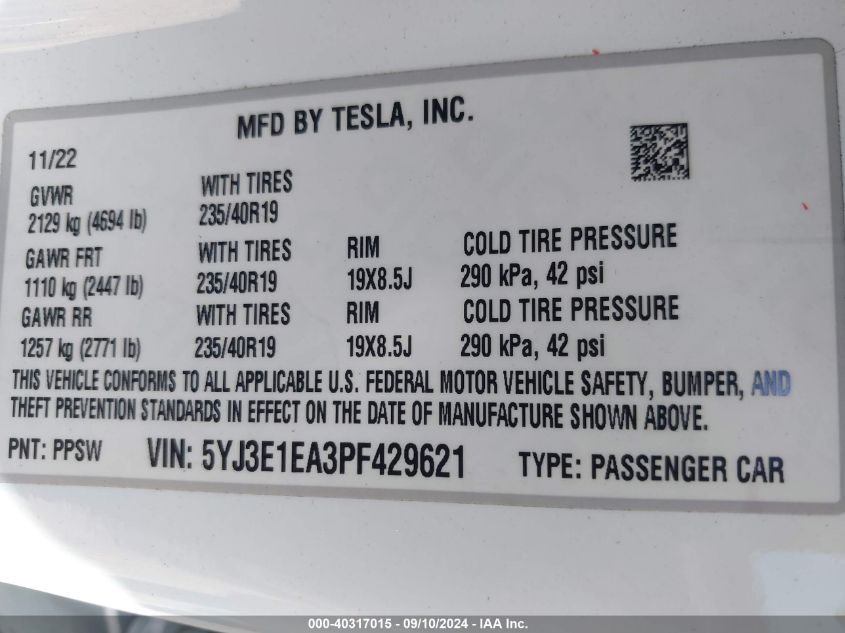 MFD BY TESLA, INC.
11/22
GVWR WITH TIRES
2129 kg (4694 lb) 235/40R19
GAWR FRT WITH TIRES RIM COLD TIRE PRESSURE
1110 kg (2447 lb) 235/40R19 19X8.5J 290 kPa, 42 psi
GAWR RR WITH TIRES RIM COLD TIRE PRESSURE
1257 kg (2771 lb) 235/40R19 19X8.5J 290 kPa, 42 psi
THIS VEHICLE CONFORMS TO ALL APPLICABLE U.S. FEDERAL MOTOR VEHICLE SAFETY, BUMPER, AND
THEFT PREVENTION STANDARDS IN EFFECT ON THE DATE OF MANUFACTURE SHOWN ABOVE.
PNT: PPSW VIN: 5YJ3E1EA3PF429621 TYPE: PASSENGER CAR
000-40317015 - 09/10/2024 - IAA Inc.